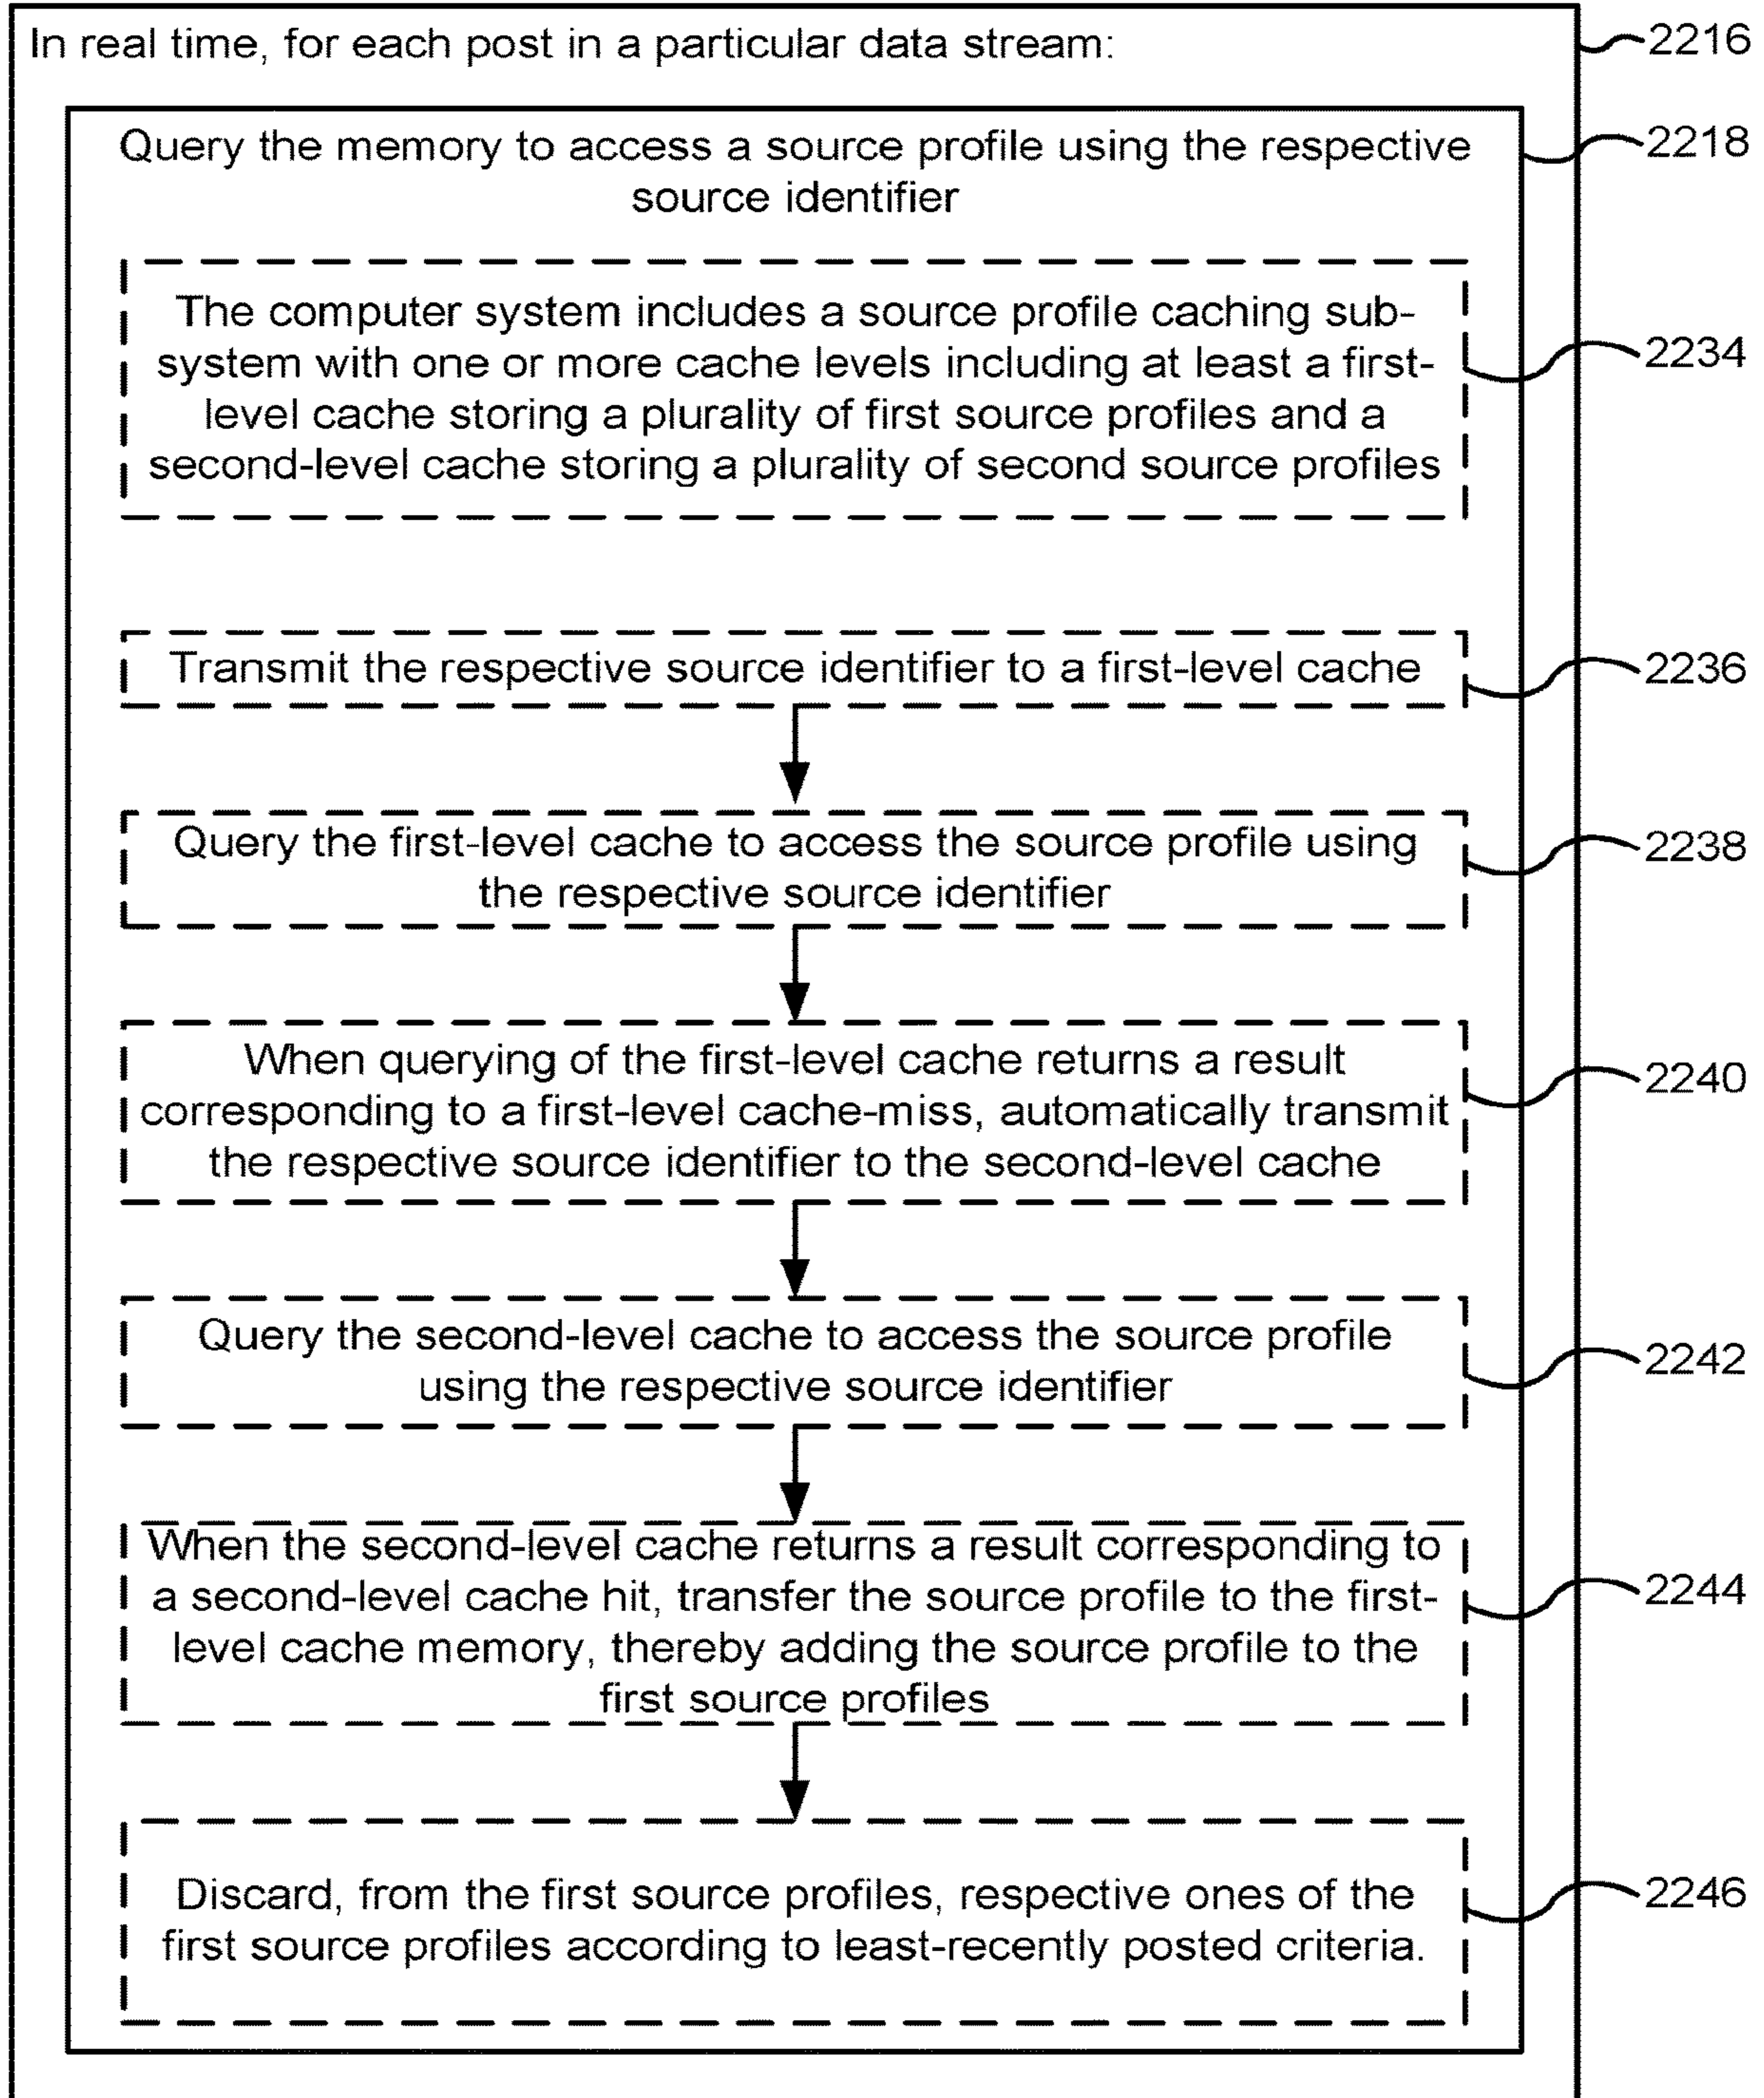 In real time, for each post in a particular data stream:
2216
Query the memory to access a source profile using the respective
source identifier
2218
The computer system includes a source profile caching sub-
system with one or more cache levels including at least a first-
level cache storing a plurality of first source profiles and a
second-level cache storing a plurality of second source profiles
2234
Transmit the respective source identifier to a first-level cache
2236
Query the first-level cache to access the source profile using
the respective source identifier
2238
When querying of the first-level cache returns a result
corresponding to a first-level cache-miss, automatically transmit
the respective source identifier to the second-level cache
2240
Query the second-level cache to access the source profile
using the respective source identifier
2242
When the second-level cache returns a result corresponding to
a second-level cache hit, transfer the source profile to the first-
level cache memory, thereby adding the source profile to the
first source profiles
2244
Discard, from the first source profiles, respective ones of the
first source profiles according to least-recently posted criteria.
2246